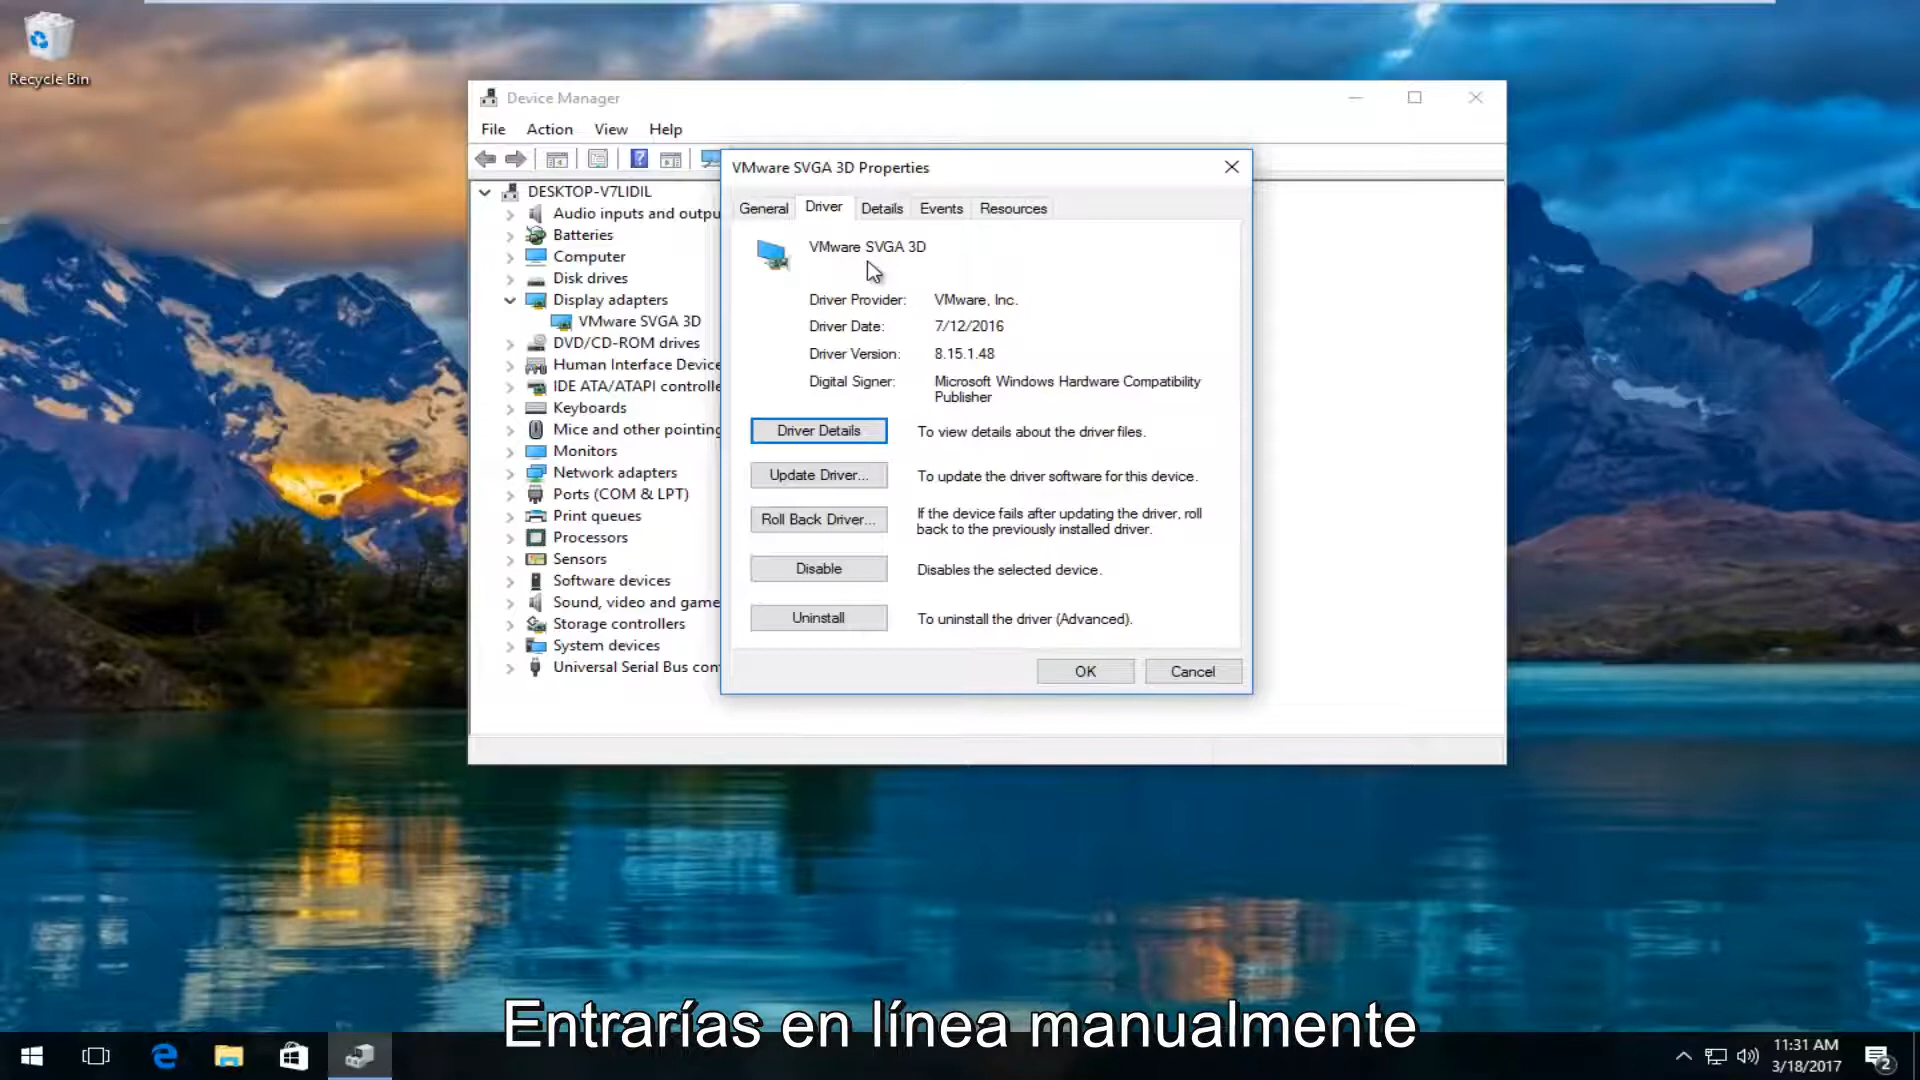 Recycle Bin
Device Manager
File Action View Help
DESKTOP-V7LIDIL
Audio inputs and outpu
Batteries
Computer
Disk drives
Display adapters
VMware SVGA 3D
DVD/CD-ROM drives
Human Interface Device
IDE ATA/ATAPI controlle
Keyboards
Mice and other pointing
Monitors
Network adapters
Ports (COM & LPT)
Print queues
Processors
Sensors
Software devices
Sound, video and game
Storage controllers
System devices
Universal Serial Bus con
VMware SVGA 3D Properties
General Driver Details Events Resources
VMware SVGA 3D
Driver Provider: VMware, Inc.
Driver Date: 7/12/2016
Driver Version: 8.15.1.48
Digital Signer: Microsoft Windows Hardware Compatibility
Publisher
Driver Details To view details about the driver files.
Update Driver... To update the driver software for this device.
Roll Back Driver... If the device fails after updating the driver, roll
back to the previously installed driver.
Disable Disables the selected device.
Uninstall To uninstall the driver (Advanced).
OK Cancel
Entrarías en línea manualmente
11:31 AM
3/18/2017
2